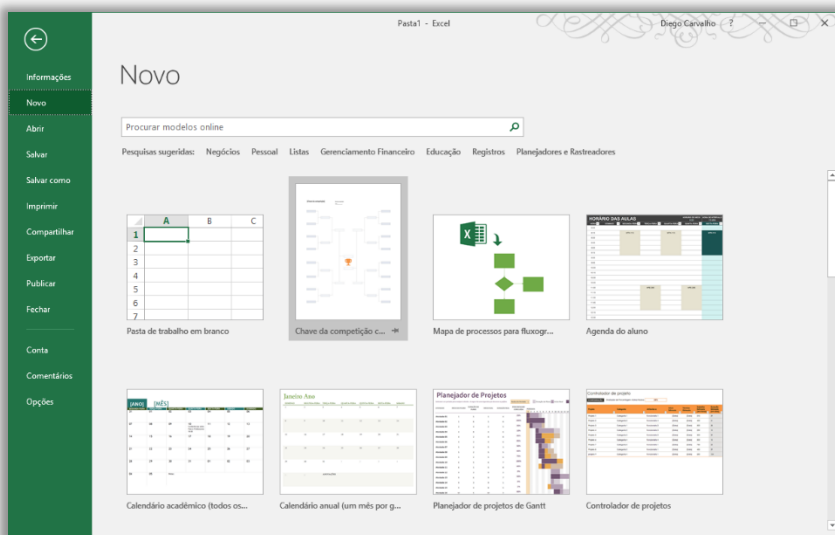 Pasta1 - Excel
Diego Carvalho ?
Informações
Novo
Abrir
Salvar
Salvar como
Imprimir
Compartilhar
Exportar
Publicar
Fechar
Conta
Comentários
Opções
Novo
Procurar modelos online
Pesquisas sugeridas: Negócios Pessoal Listas Gerenciamento Financeiro Educação Registros Planejadores e Rastreadores
A B C
1
2
3
4
5
6
7
Pasta de trabalho em branco
Chave da competição c...
X
Mapa de processos para fluxogr...
HORÁRIO DAS AULAS
Agenda do aluno
[ANO] [MÊS]
Calendário acadêmico (todos os...
Janeiro Ano
Calendário anual (um mês por g...
Planejador de Projetos
Planejador de projetos de Gantt
Controlador de projeto
Controlador de projetos